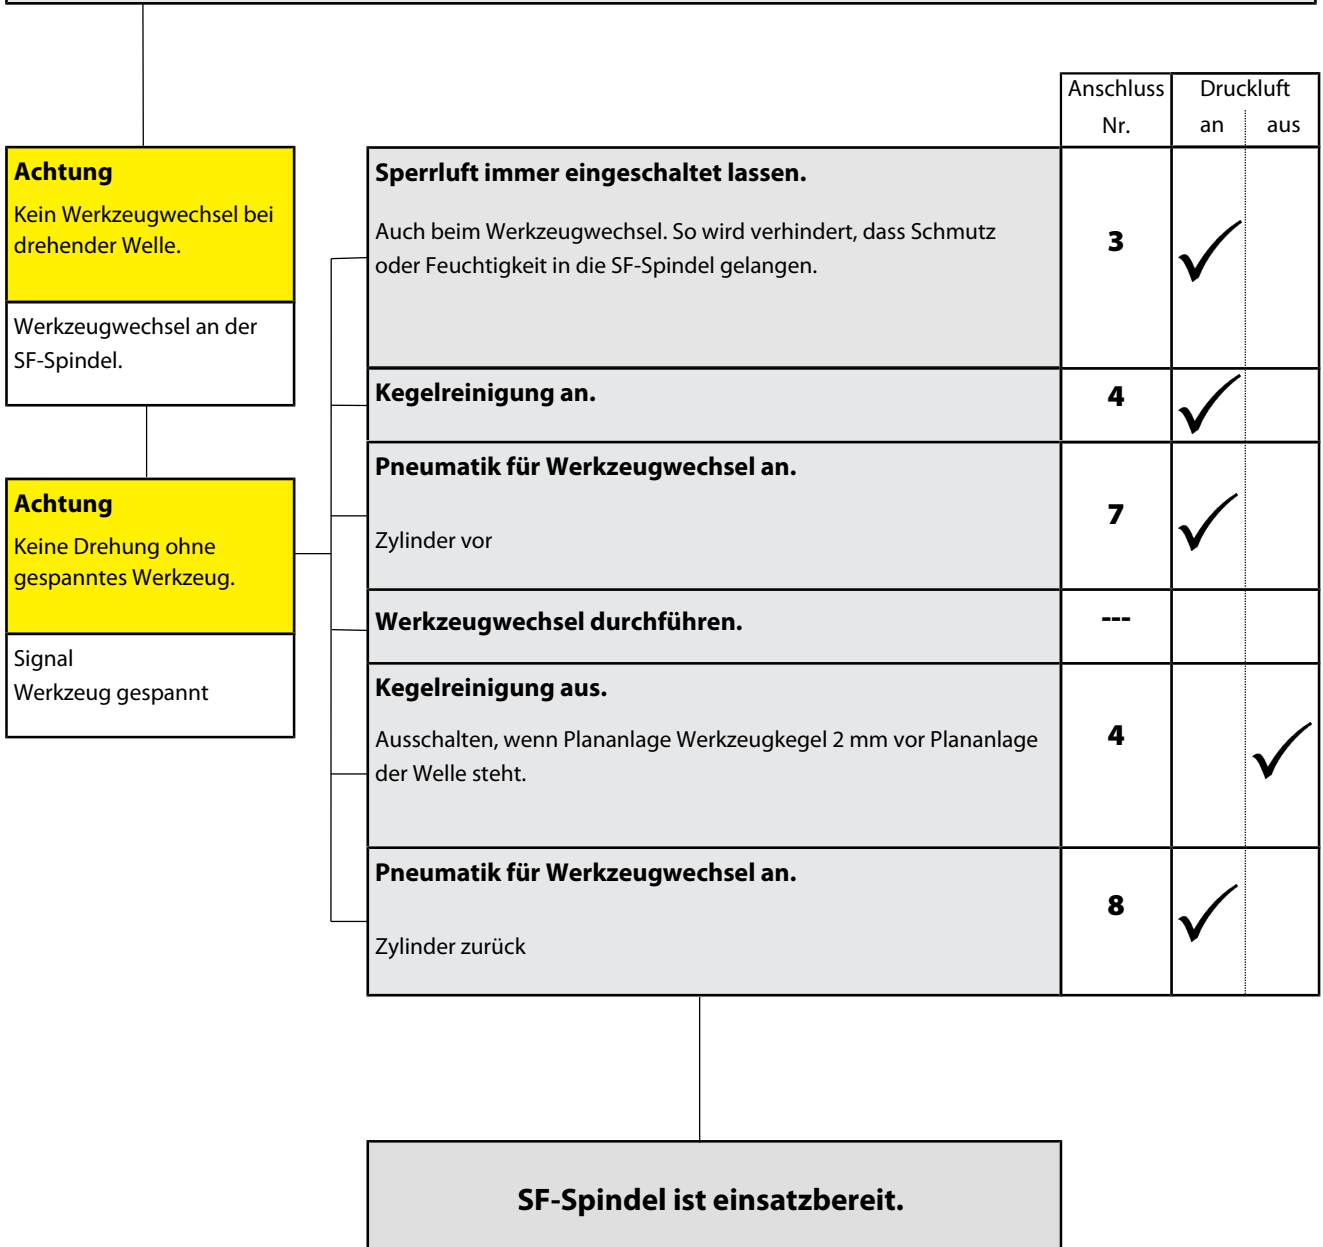 Anschluss Druckluft
Nr. an aus
Achtung
Kein Werkzeugwechsel bei
drehender Welle.
Werkzeugwechsel an der
SF-Spindel.
Achtung
Keine Drehung ohne
gespanntes Werkzeug.
Signal
Werkzeug gespannt
Sperrluft immer eingeschaltet lassen.
Auch beim Werkzeugwechsel. So wird verhindert, dass Schmutz
oder Feuchtigkeit in die SF-Spindel gelangen.
3 ✓
Kegelreinigung an.
4 ✓
Pneumatik für Werkzeugwechsel an.
Zylinder vor
7 ✓
Werkzeugwechsel durchführen.
---
Kegelreinigung aus.
Ausschalten, wenn Plananlage Werkzeugkegel 2 mm vor Plananlage
der Welle steht.
4 ✓
Pneumatik für Werkzeugwechsel an.
Zylinder zurück
8 ✓
SF-Spindel ist einsatzbereit.